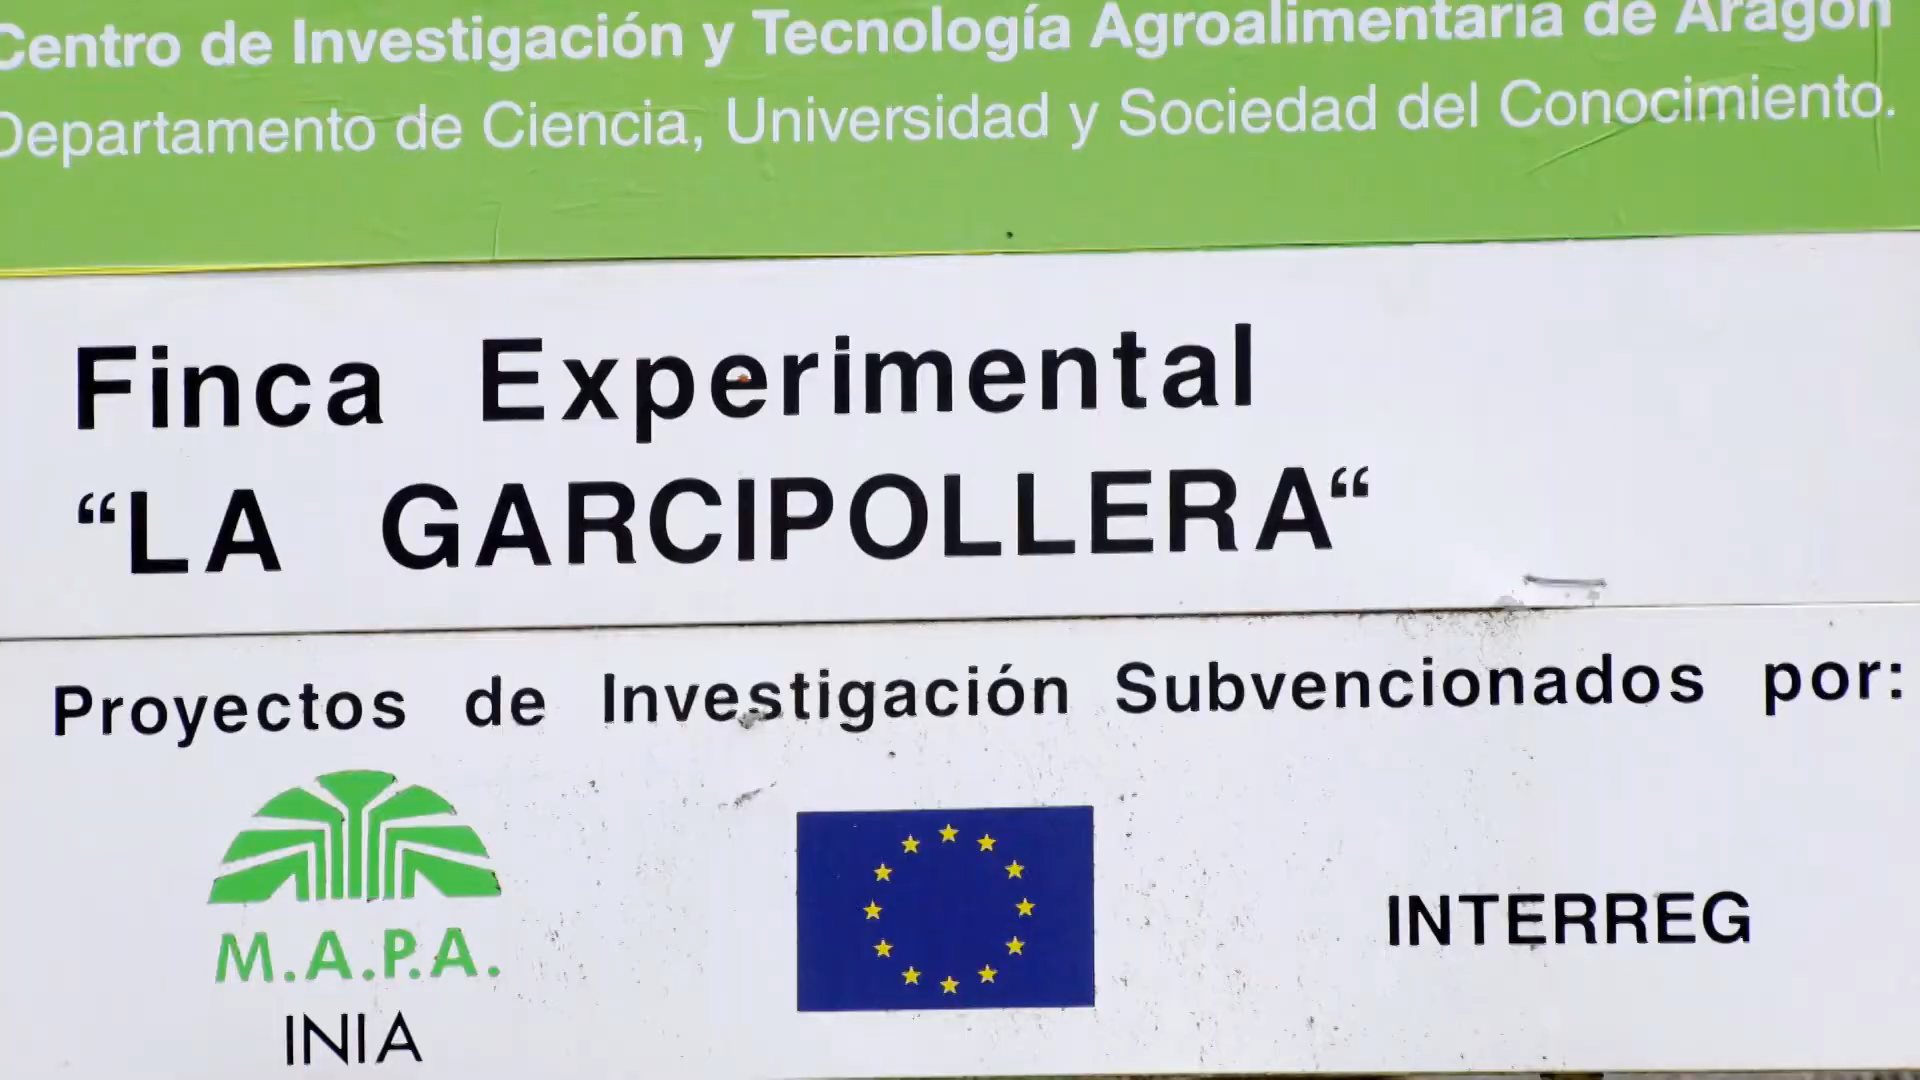 Centro de Investigación y Tecnología Agroalimentaria de Aragón
Departamento de Ciencia, Universidad y Sociedad del Conocimiento.
Finca Experimental
“LA GARCIPOLLERA“
Proyectos de Investigación Subvencionados por:
M.A.P.A.
INIA
INTERREG